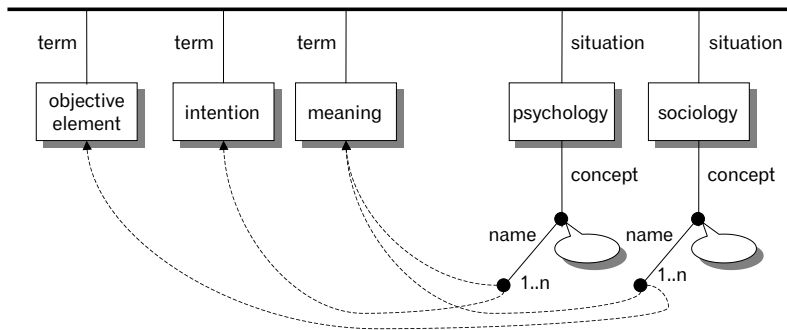 term
term
term
situation
situation
objective
element
intention
meaning
psychology
sociology
concept
concept
name
name
1..n
1..n